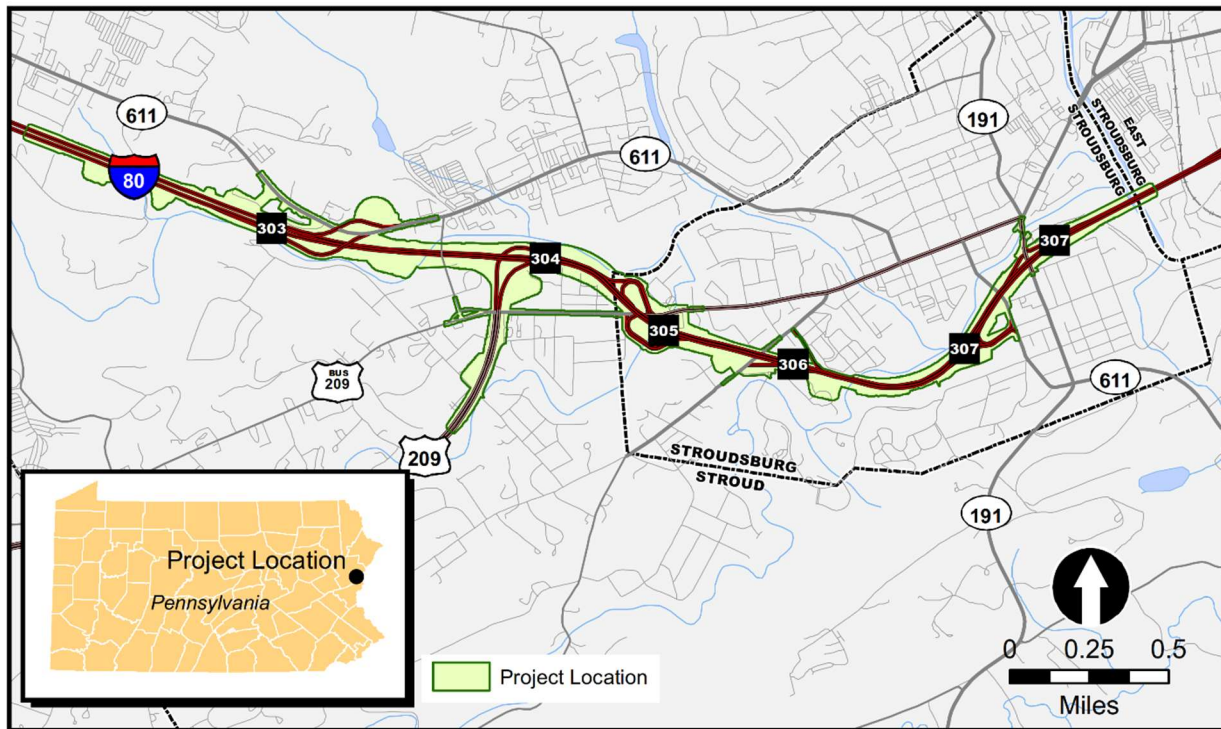 611
80
303
304
611
191
EAST
STROUDSBURG
STROUDSBURG
307
305
306
307
BUS
209
209
611
STROUDSBURG
STROUD
191
Project Location
Pennsylvania
Project Location
0 0.25 0.5
Miles